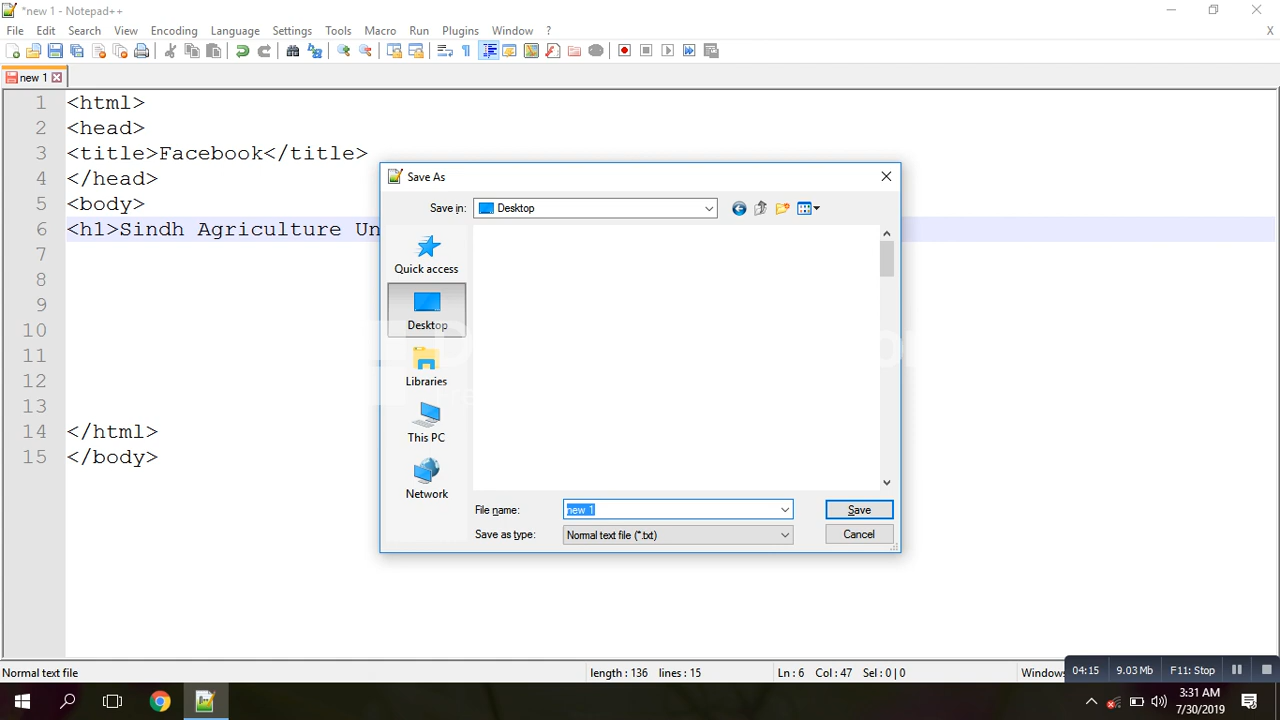 *new 1 - Notepad++
File Edit Search View Encoding Language Settings Tools Macro Run Plugins Window ? X
new 1
1 <html>
2 <head>
3 <title>Facebook</title>
4 </head>
5 <body>
6 <h1>Sindh Agriculture Un
7
8
9
10
11
12
13
14 </html>
15 </body>
Save As
Save in: Desktop
Quick access
Desktop
Libraries
This PC
Network
File name: new 1 Save
Save as type: Normal text file (*.txt) Cancel
Normal text file length : 136 lines : 15 Ln : 6 Col : 47 Sel : 0 | 0 Windows
04:15 9.03 Mb F11: Stop
3:31 AM
7/30/2019